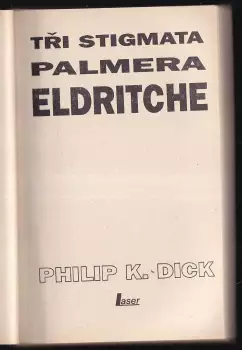 TŘI STIGMATA
PALMERA
ELDRITCHE
PHILIP K. DICK
Laser